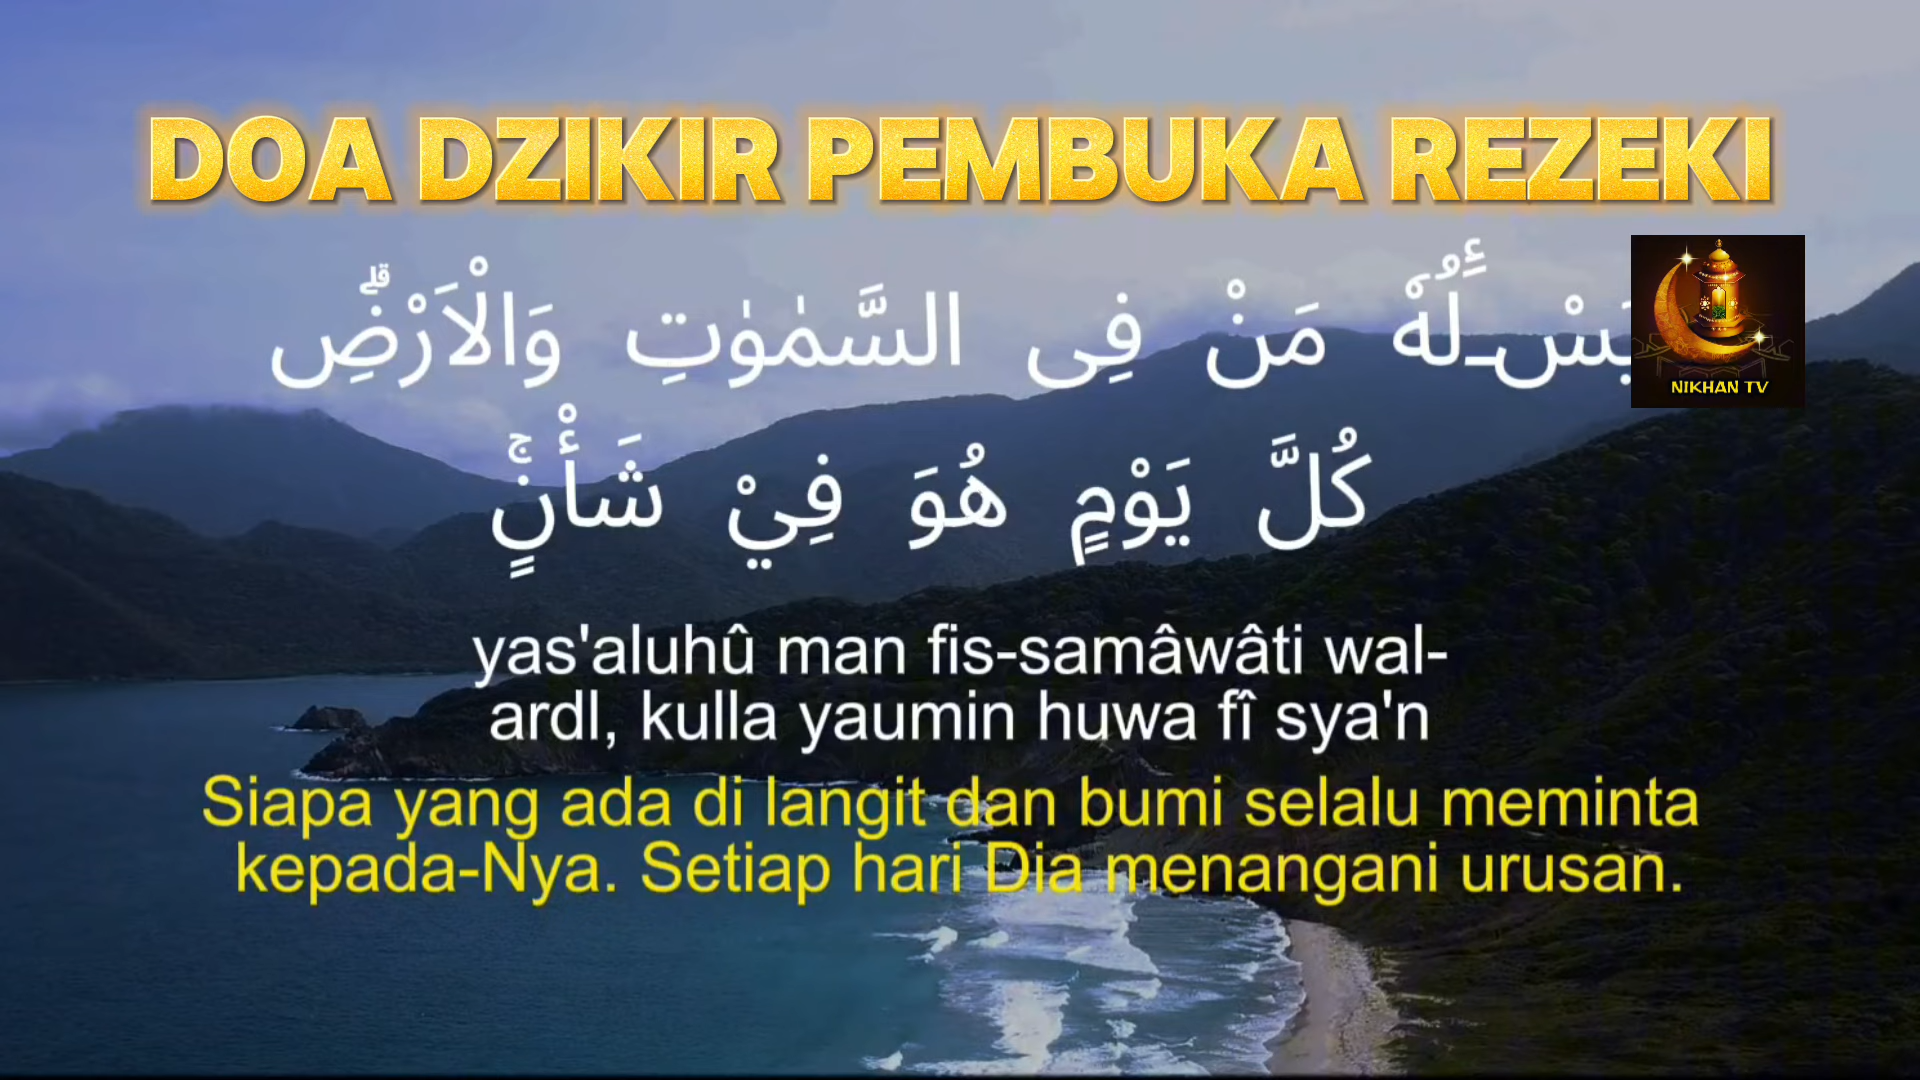 DOA DZIKIR PEMBUKA REZEKI
يَسْـَٔلُهٗ مَنْ فِى السَّمٰوٰتِ وَالْاَرْضِۗ
NIKHAN TV
كُلَّ يَوْمٍ هُوَ فِيْ شَأْنٍۚ
yas'aluhû man fis-samâwâti wal-
ardl, kulla yaumin huwa fî sya'n
Siapa yang ada di langit dan bumi selalu meminta
kepada-Nya. Setiap hari Dia menangani urusan.